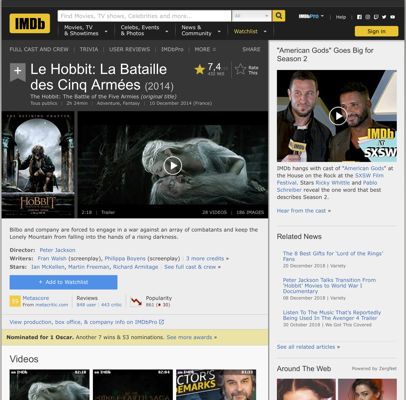 IMDb
Find Movies, TV shows, Celebrities and more...
All
IMDbPro
Help
Movies, TV & Showtimes
Celebs, Events & Photos
News & Community
Watchlist
Sign in
FULL CAST AND CREW | TRIVIA | USER REVIEWS | IMDbPro | MORE
SHARE
Le Hobbit: La Bataille
des Cinq Armées (2014)
The Hobbit: The Battle of the Five Armies (original title)
Tous publics | 2h 24min | Adventure, Fantasy | 10 December 2014 (France)
7,4
Rate This
THE DEFINING CHAPTER
THE HOBBIT
2:18 | Trailer
28 VIDEOS | 186 IMAGES
Bilbo and company are forced to engage in a war against an array of combatants and keep the
Lonely Mountain from falling into the hands of a rising darkness.
Director: Peter Jackson
Writers: Fran Walsh (screenplay), Philippa Boyens (screenplay) | 3 more credits »
Stars: Ian McKellen, Martin Freeman, Richard Armitage | See full cast & crew »
+ Add to Watchlist
Metascore
From metacritic.com
Reviews
848 user | 443 critic
Popularity
861 (30)
View production, box office, & company info on IMDbPro
Nominated for 1 Oscar. Another 7 wins & 53 nominations. See more awards »
Videos
"American Gods" Goes Big for
Season 2
IMDb
at
SXSW
IMDb hangs with cast of "American Gods" at
the House on the Rock at the SXSW Film
Festival. Stars Ricky Whittle and Pablo
Schreiber reveal the one word that best
describes Season 2.
Hear from the cast »
Related News
The 8 Best Gifts for 'Lord of the Rings'
Fans
20 December 2018 | Variety
Peter Jackson Talks Transition From
'Hobbit' Movies to World War I
Documentary
08 December 2018 | Variety
Listen To The Music That's Reportedly
Being Used In The Avenger 4 Trailer
30 October 2018 | We Got This Covered
See all related articles »
Around The Web
Powered by ZergNet